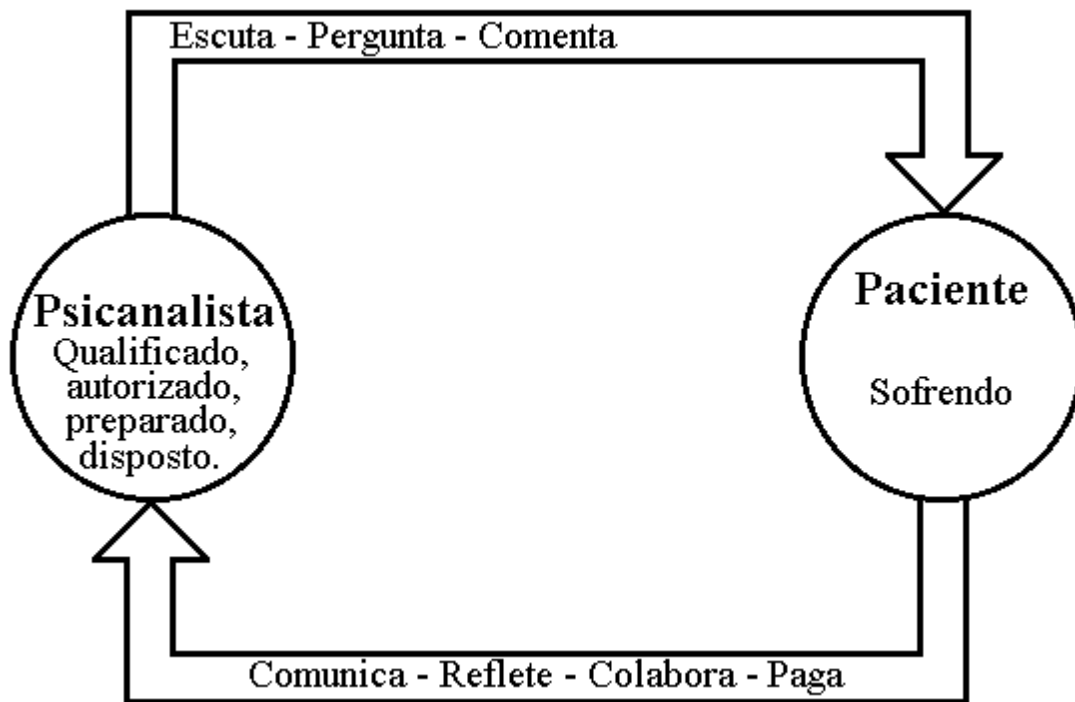 Escuta - Pergunta - Comenta
Psicanalista
Qualificado,
autorizado,
preparado,
disposto.
Paciente
Sofrendo
Comunica - Reflete - Colabora - Paga